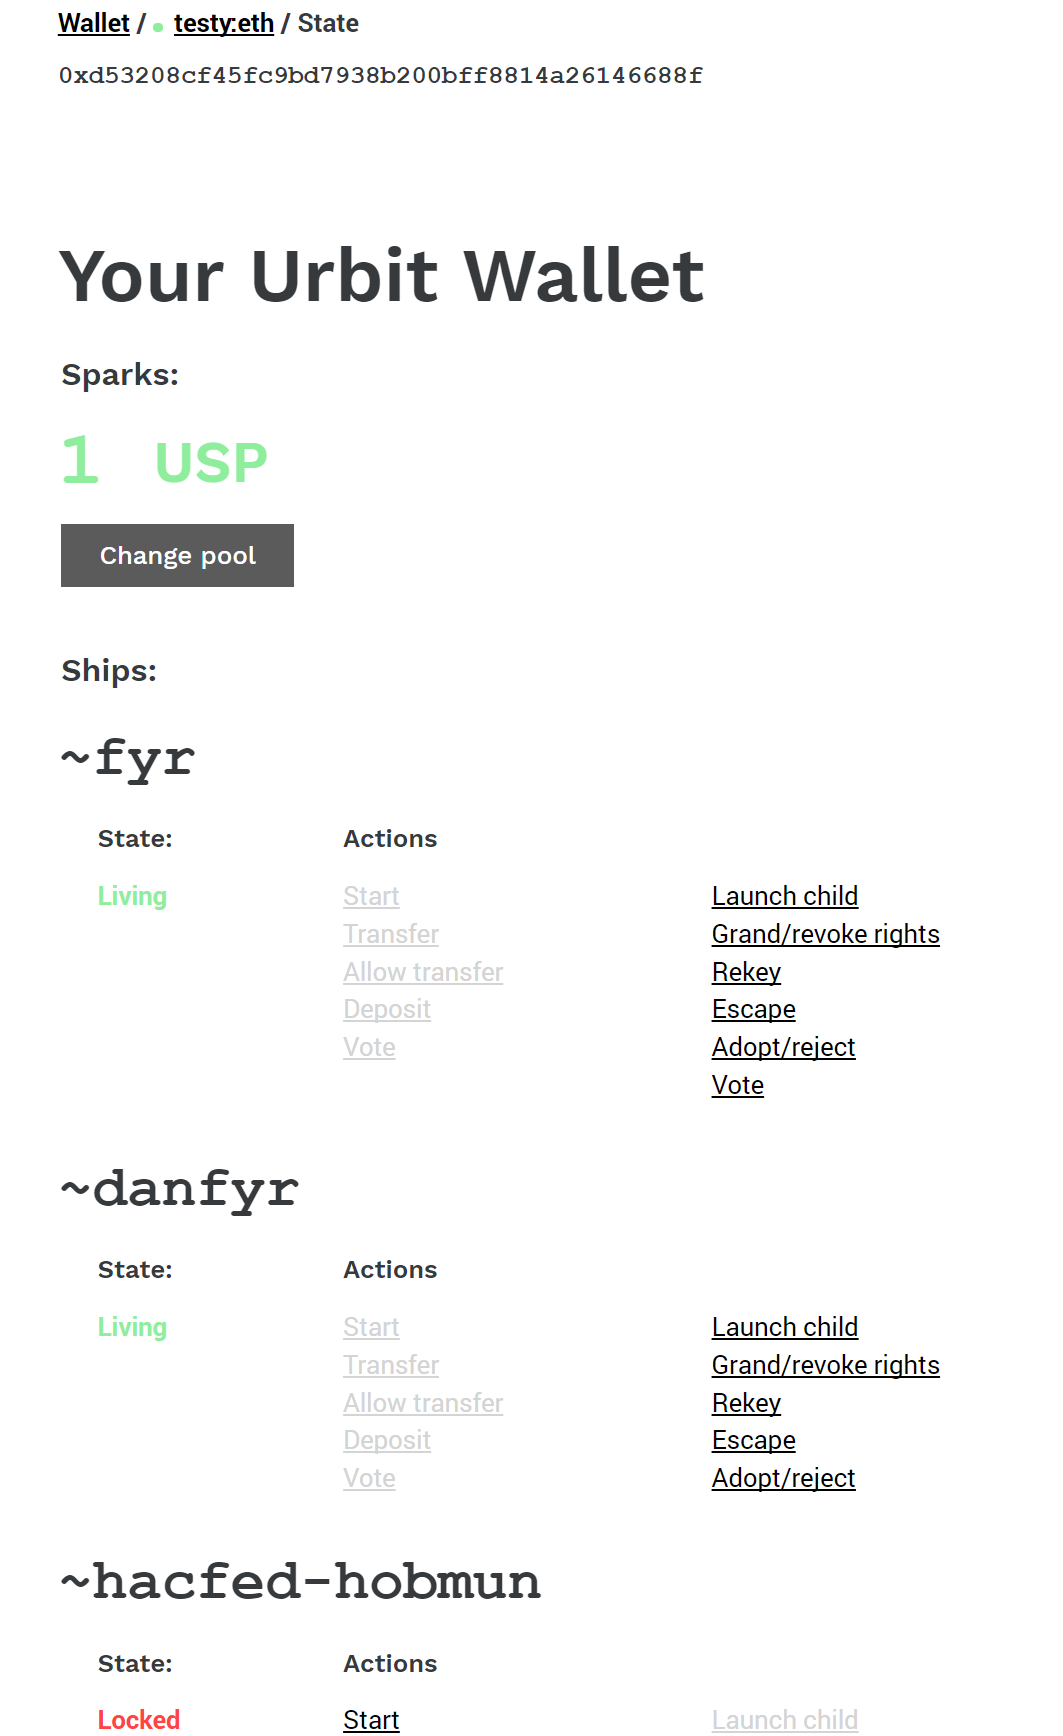 Wallet / testy:eth / State
0xd53208cf45fc9bd7938b200bff8814a26146688f
Your Urbit Wallet
Sparks:
1 USP
Change pool
Ships:
~fyr
State: Actions
Living Start Launch child
Transfer Grand/revoke rights
Allow transfer Rekey
Deposit Escape
Vote Adopt/reject
Vote
~danfyr
State: Actions
Living Start Launch child
Transfer Grand/revoke rights
Allow transfer Rekey
Deposit Escape
Vote Adopt/reject
~hacfed-hobmun
State: Actions
Locked Start Launch child